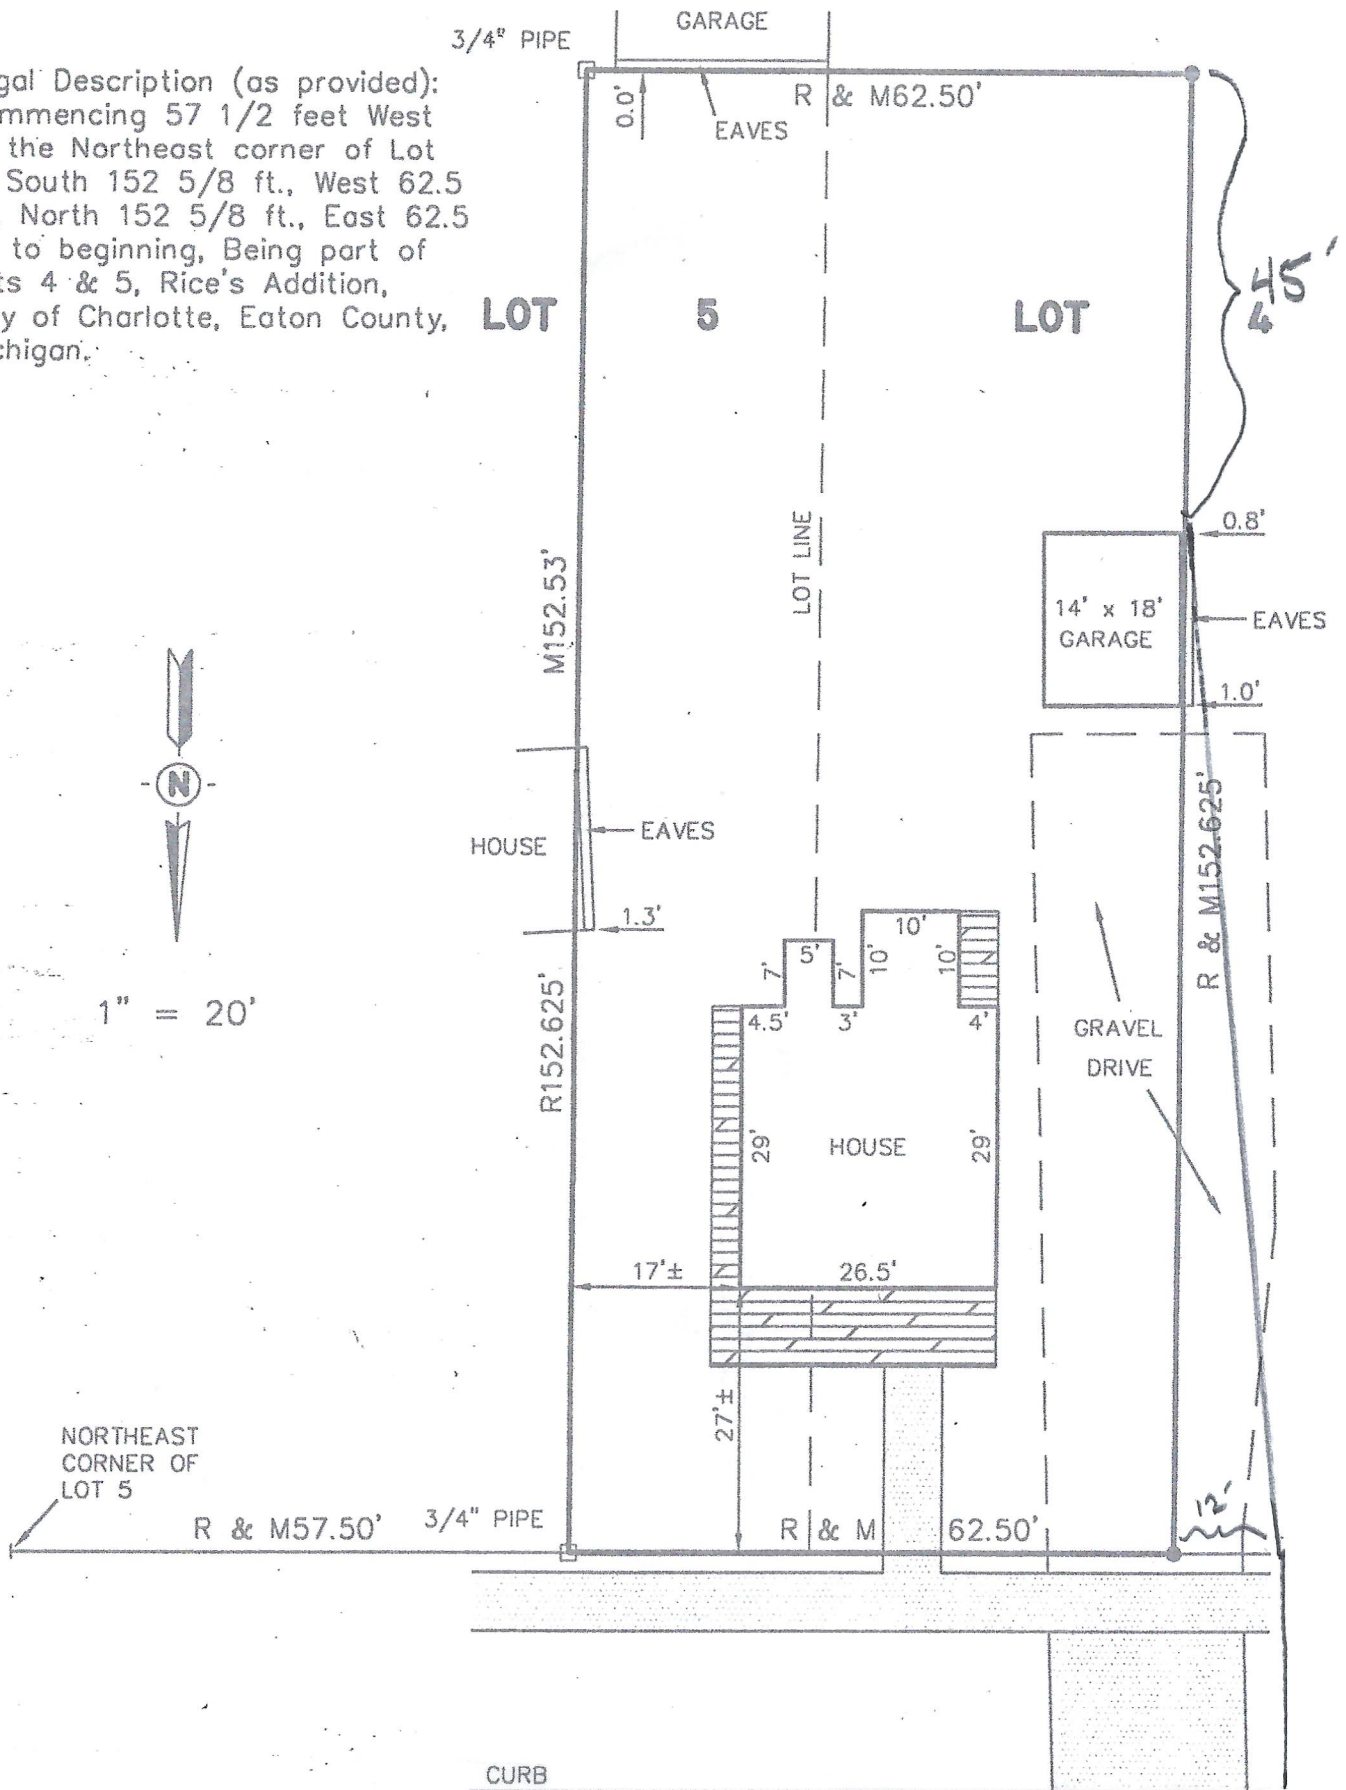 GARAGE
3/4" PIPE
gal Description (as provided):
mmencing 57 1/2 feet West
the Northeast corner of Lot
South 152 5/8 ft., West 62.5
North 152 5/8 ft., East 62.5
to beginning, Being part of
ts 4 & 5, Rice's Addition,
y of Charlotte, Eaton County,
chigan.
0.0'
R & M62.50'
EAVES
45'
LOT 5
LOT 4
LOT LINE
M152.53'
0.8'
14' x 18'
GARAGE
EAVES
1.0'
N
HOUSE
EAVES
1.3'
R & M152.625'
1" = 20'
R152.625'
10'
5'
7'
7'
10'
10'
4.5'
3'
4'
GRAVEL
DRIVE
29'
HOUSE
29'
17'±
26.5'
27'±
NORTHEAST
CORNER OF
LOT 5
12'
R & M57.50'
3/4" PIPE
R & M 62.50'
CURB